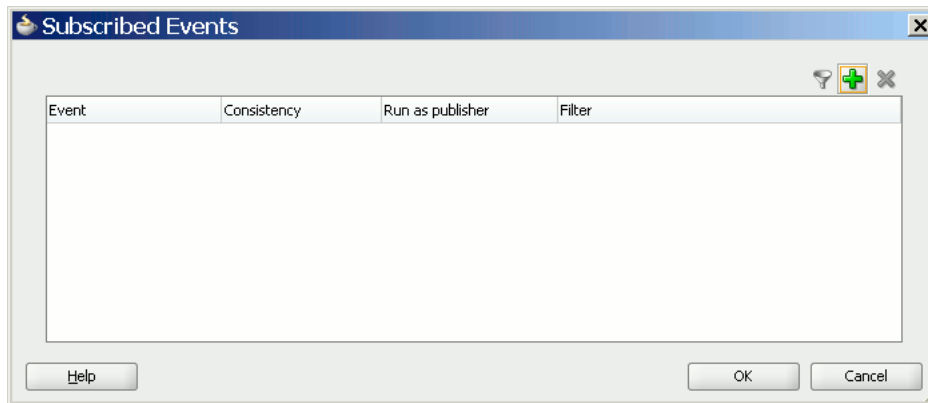 Subscribed Events
Event Consistency Run as publisher Filter
Help OK Cancel